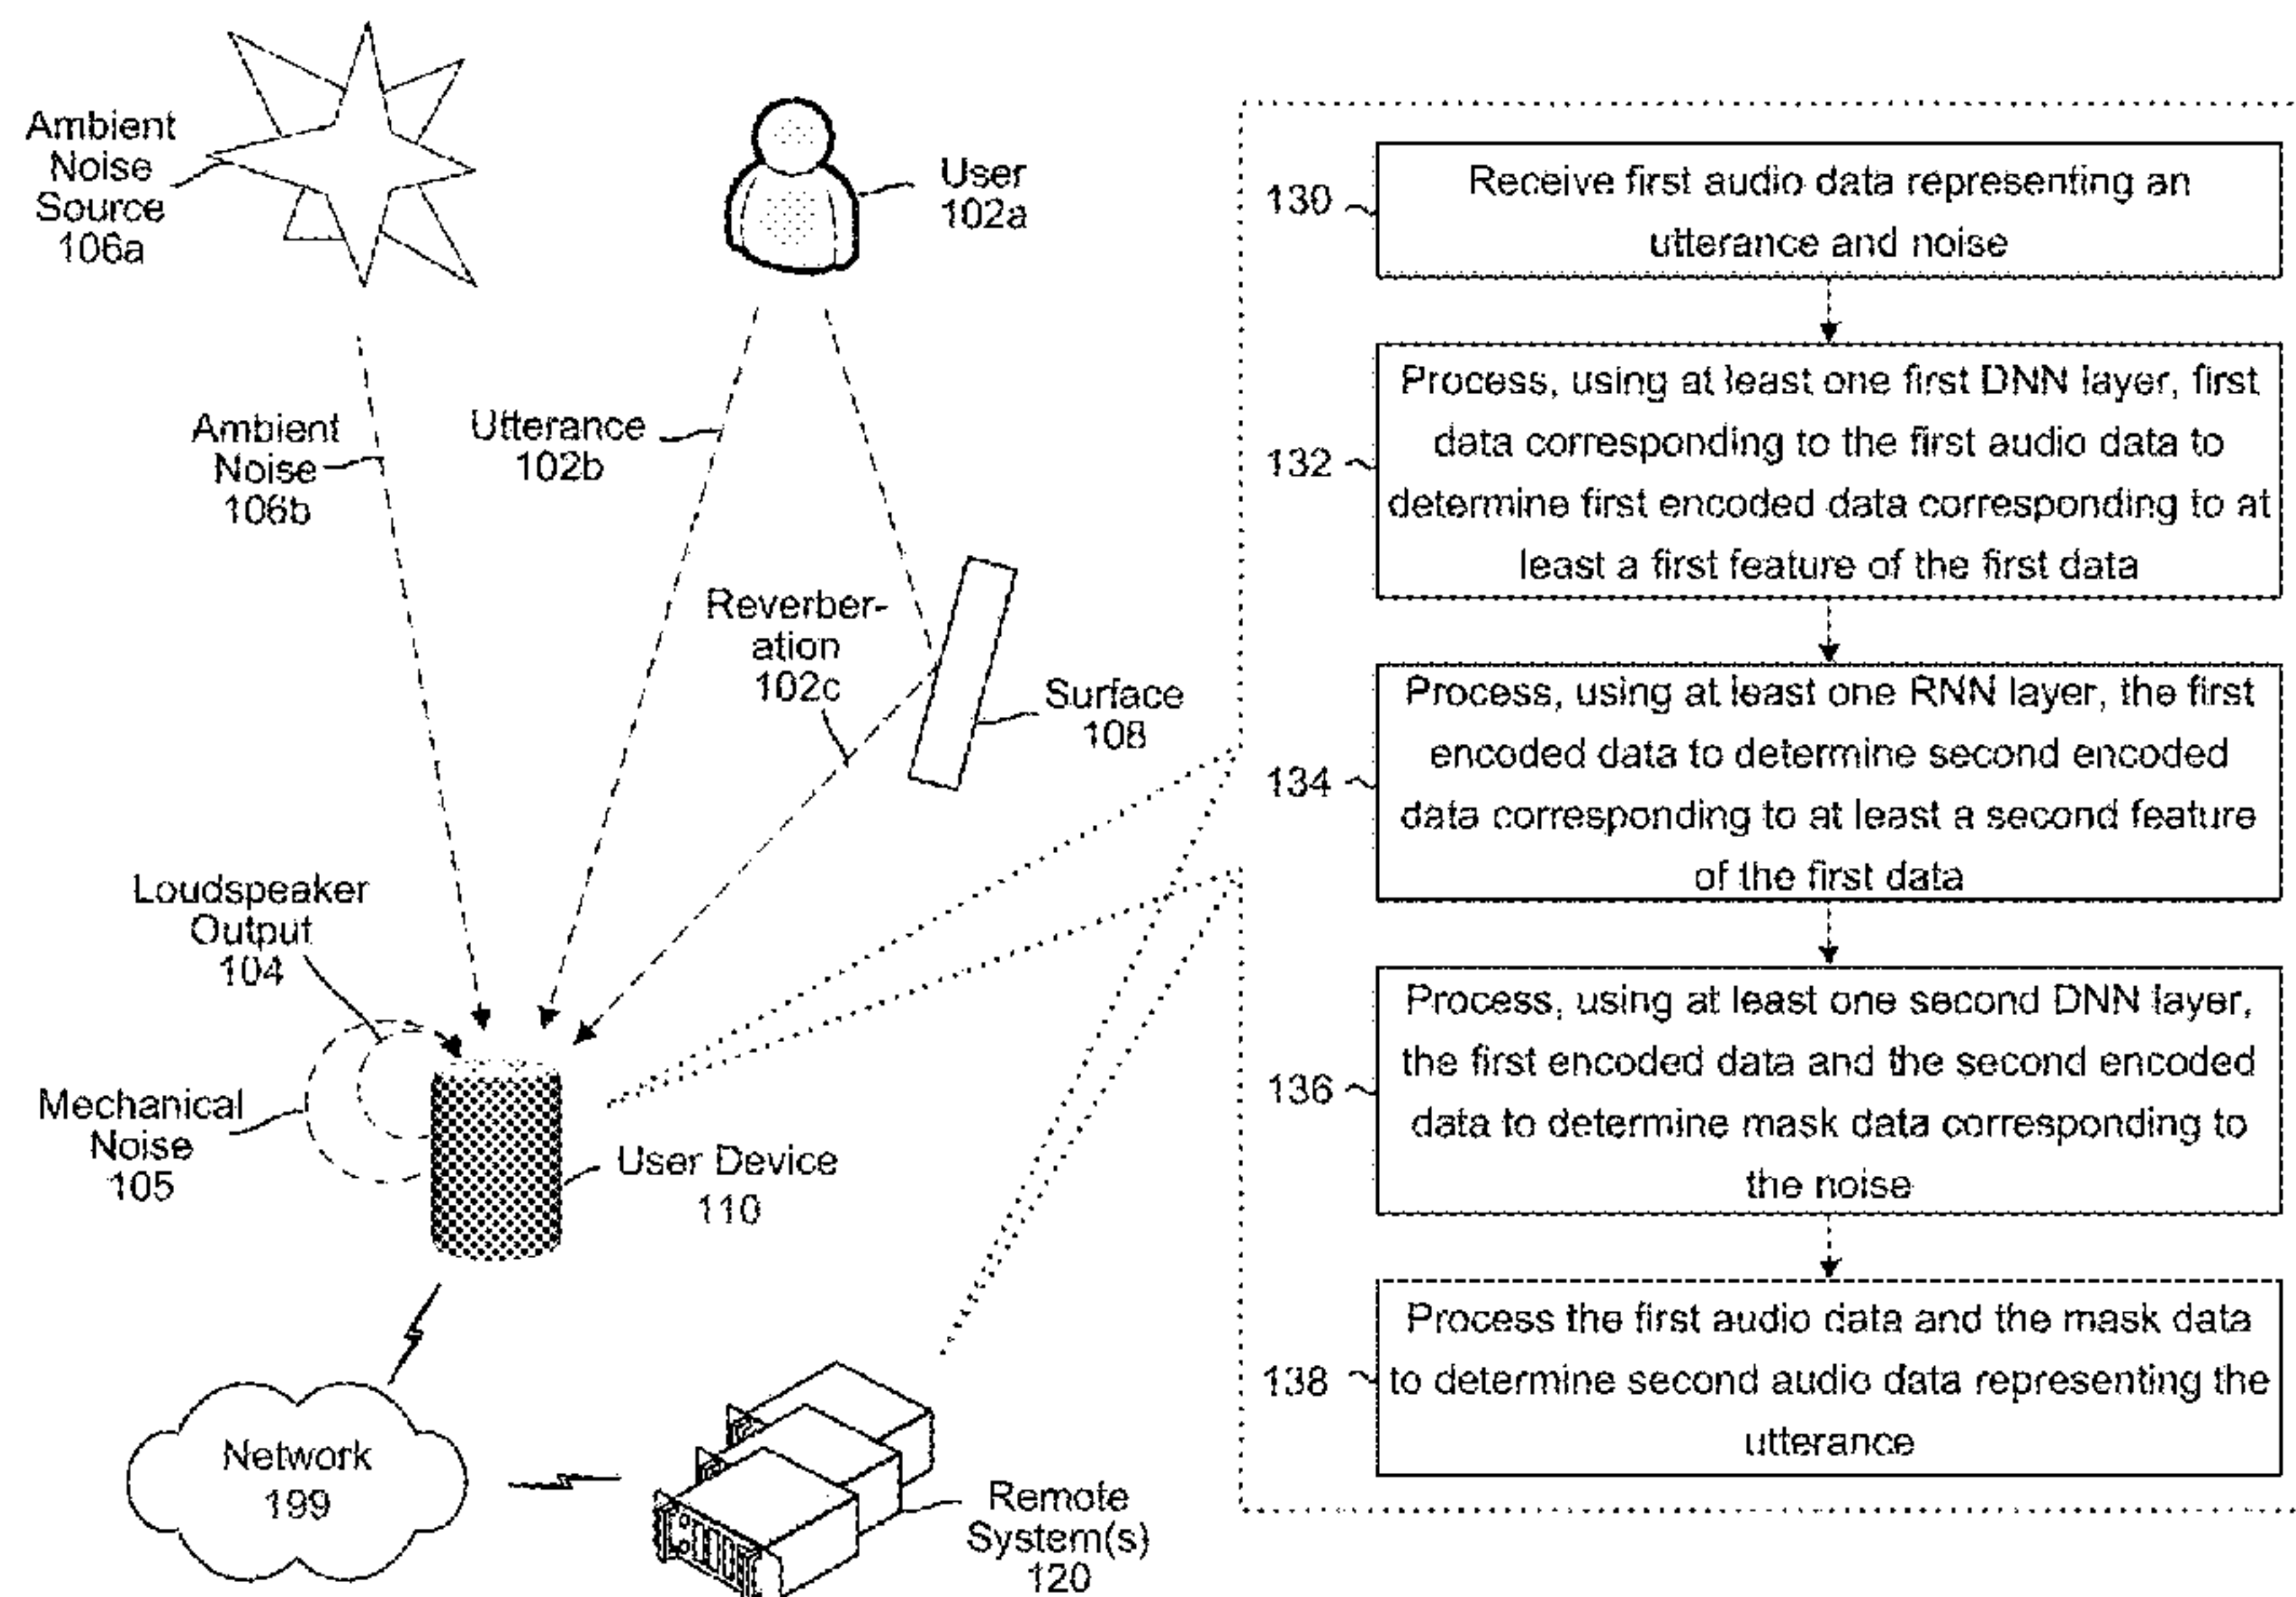 Ambient
Noise
Source
106a
User
102a
Ambient
Noise
106b
Utterance
102b
Reverber-
ation
102c
Surface
108
Loudspeaker
Output
104
Mechanical
Noise
105
User Device
110
Network
199
Remote
System(s)
120
130
Receive first audio data representing an
utterance and noise
132
Process, using at least one first DNN layer, first
data corresponding to the first audio data to
determine first encoded data corresponding to at
least a first feature of the first data
134
Process, using at least one RNN layer, the first
encoded data to determine second encoded
data corresponding to at least a second feature
of the first data
136
Process, using at least one second DNN layer,
the first encoded data and the second encoded
data to determine mask data corresponding to
the noise
138
Process the first audio data and the mask data
to determine second audio data representing the
utterance